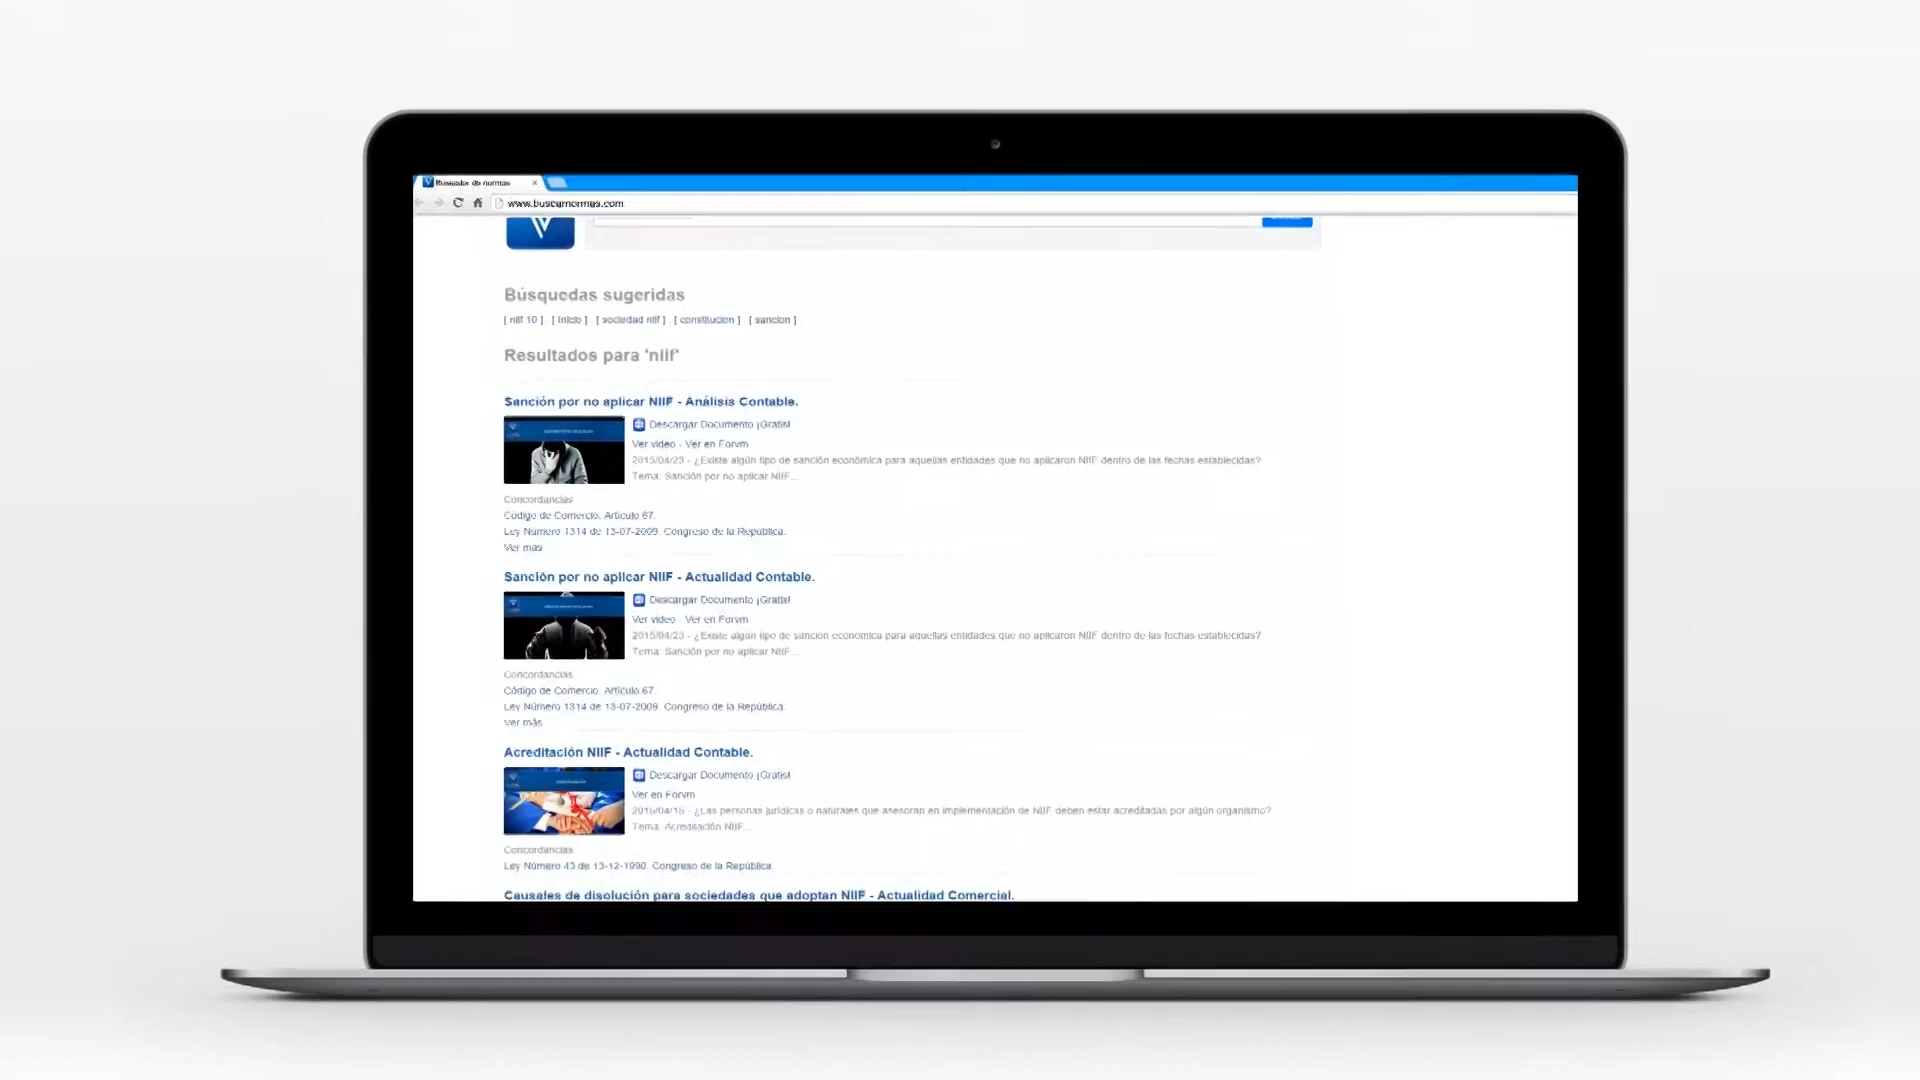 Buscador de normas
www.buscarnormas.com
Búsquedas sugeridas
[ niif 10 ] . [ inicio ] . [ sociedad niif ] . [ constitucion ] . [ sancion ] .
Resultados para 'niif'
Sanción por no aplicar NIIF - Análisis Contable.
Descargar Documento ¡Gratis!
Ver video - Ver en Forvm
2015/04/23 - ¿Existe algún tipo de sanción económica para aquellas entidades que no aplicaron NIIF dentro de las fechas establecidas?
Tema: Sanción por no aplicar NIIF...
Concordancias
Código de Comercio. Artículo 67.
Ley Número 1314 de 13-07-2009. Congreso de la República.
Ver más
Sanción por no aplicar NIIF - Actualidad Contable.
Descargar Documento ¡Gratis!
Ver video - Ver en Forvm
2015/04/23 - ¿Existe algún tipo de sanción económica para aquellas entidades que no aplicaron NIIF dentro de las fechas establecidas?
Tema: Sanción por no aplicar NIIF...
Concordancias
Código de Comercio. Artículo 67.
Ley Número 1314 de 13-07-2009. Congreso de la República.
Ver más
Acreditación NIIF - Actualidad Contable.
Descargar Documento ¡Gratis!
Ver en Forvm
¿Las personas jurídicas o naturales que asesoran en implementación de NIIF deben estar acreditadas por algún organismo?
Tema: Acreditación NIIF...
Concordancias
Ley Número 43 de 13-12-1990. Congreso de la República.
Causales de disolución para sociedades que adoptan NIIF - Actualidad Comercial.